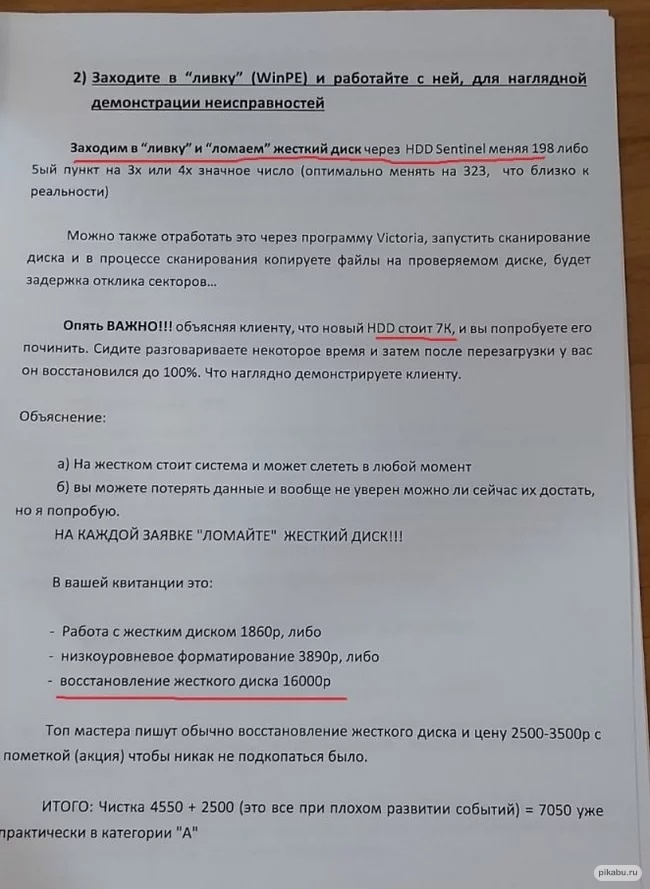 2) Заходите в “ливку” (WinPE) и работайте с ней, для наглядной
демонстрации неисправностей
Заходим в “ливку” и “ломаем” жесткий диск через HDD Sentinel меняя 198 либо
5ый пункт на 3х или 4х значное число (оптимально менять на 323, что близко к
реальности)
Можно также отработать это через программу Victoria, запустить сканирование
диска и в процессе сканирования копируете файлы на проверяемом диске, будет
задержка отклика секторов...
Опять ВАЖНО!!! объясняя клиенту, что новый HDD стоит 7К, и вы попробуете его
починить. Сидите разговариваете некоторое время и затем после перезагрузки у вас
он восстановился до 100%. Что наглядно демонстрируете клиенту.
Объяснение:
а) На жестком стоит система и может слететь в любой момент
б) вы можете потерять данные и вообще не уверен можно ли сейчас их достать,
но я попробую.
НА КАЖДОЙ ЗАЯВКЕ "ЛОМАЙТЕ" ЖЕСТКИЙ ДИСК!!!
В вашей квитанции это:
- Работа с жестким диском 1860р, либо
- низкоуровневое форматирование 3890р, либо
- восстановление жесткого диска 16000р
Топ мастера пишут обычно восстановление жесткого диска и цену 2500-3500р с
пометкой (акция) чтобы никак не подкопаться было.
ИТОГО: Чистка 4550 + 2500 (это все при плохом развитии событий) = 7050 уже
практически в категории "А"
pikabu.ru